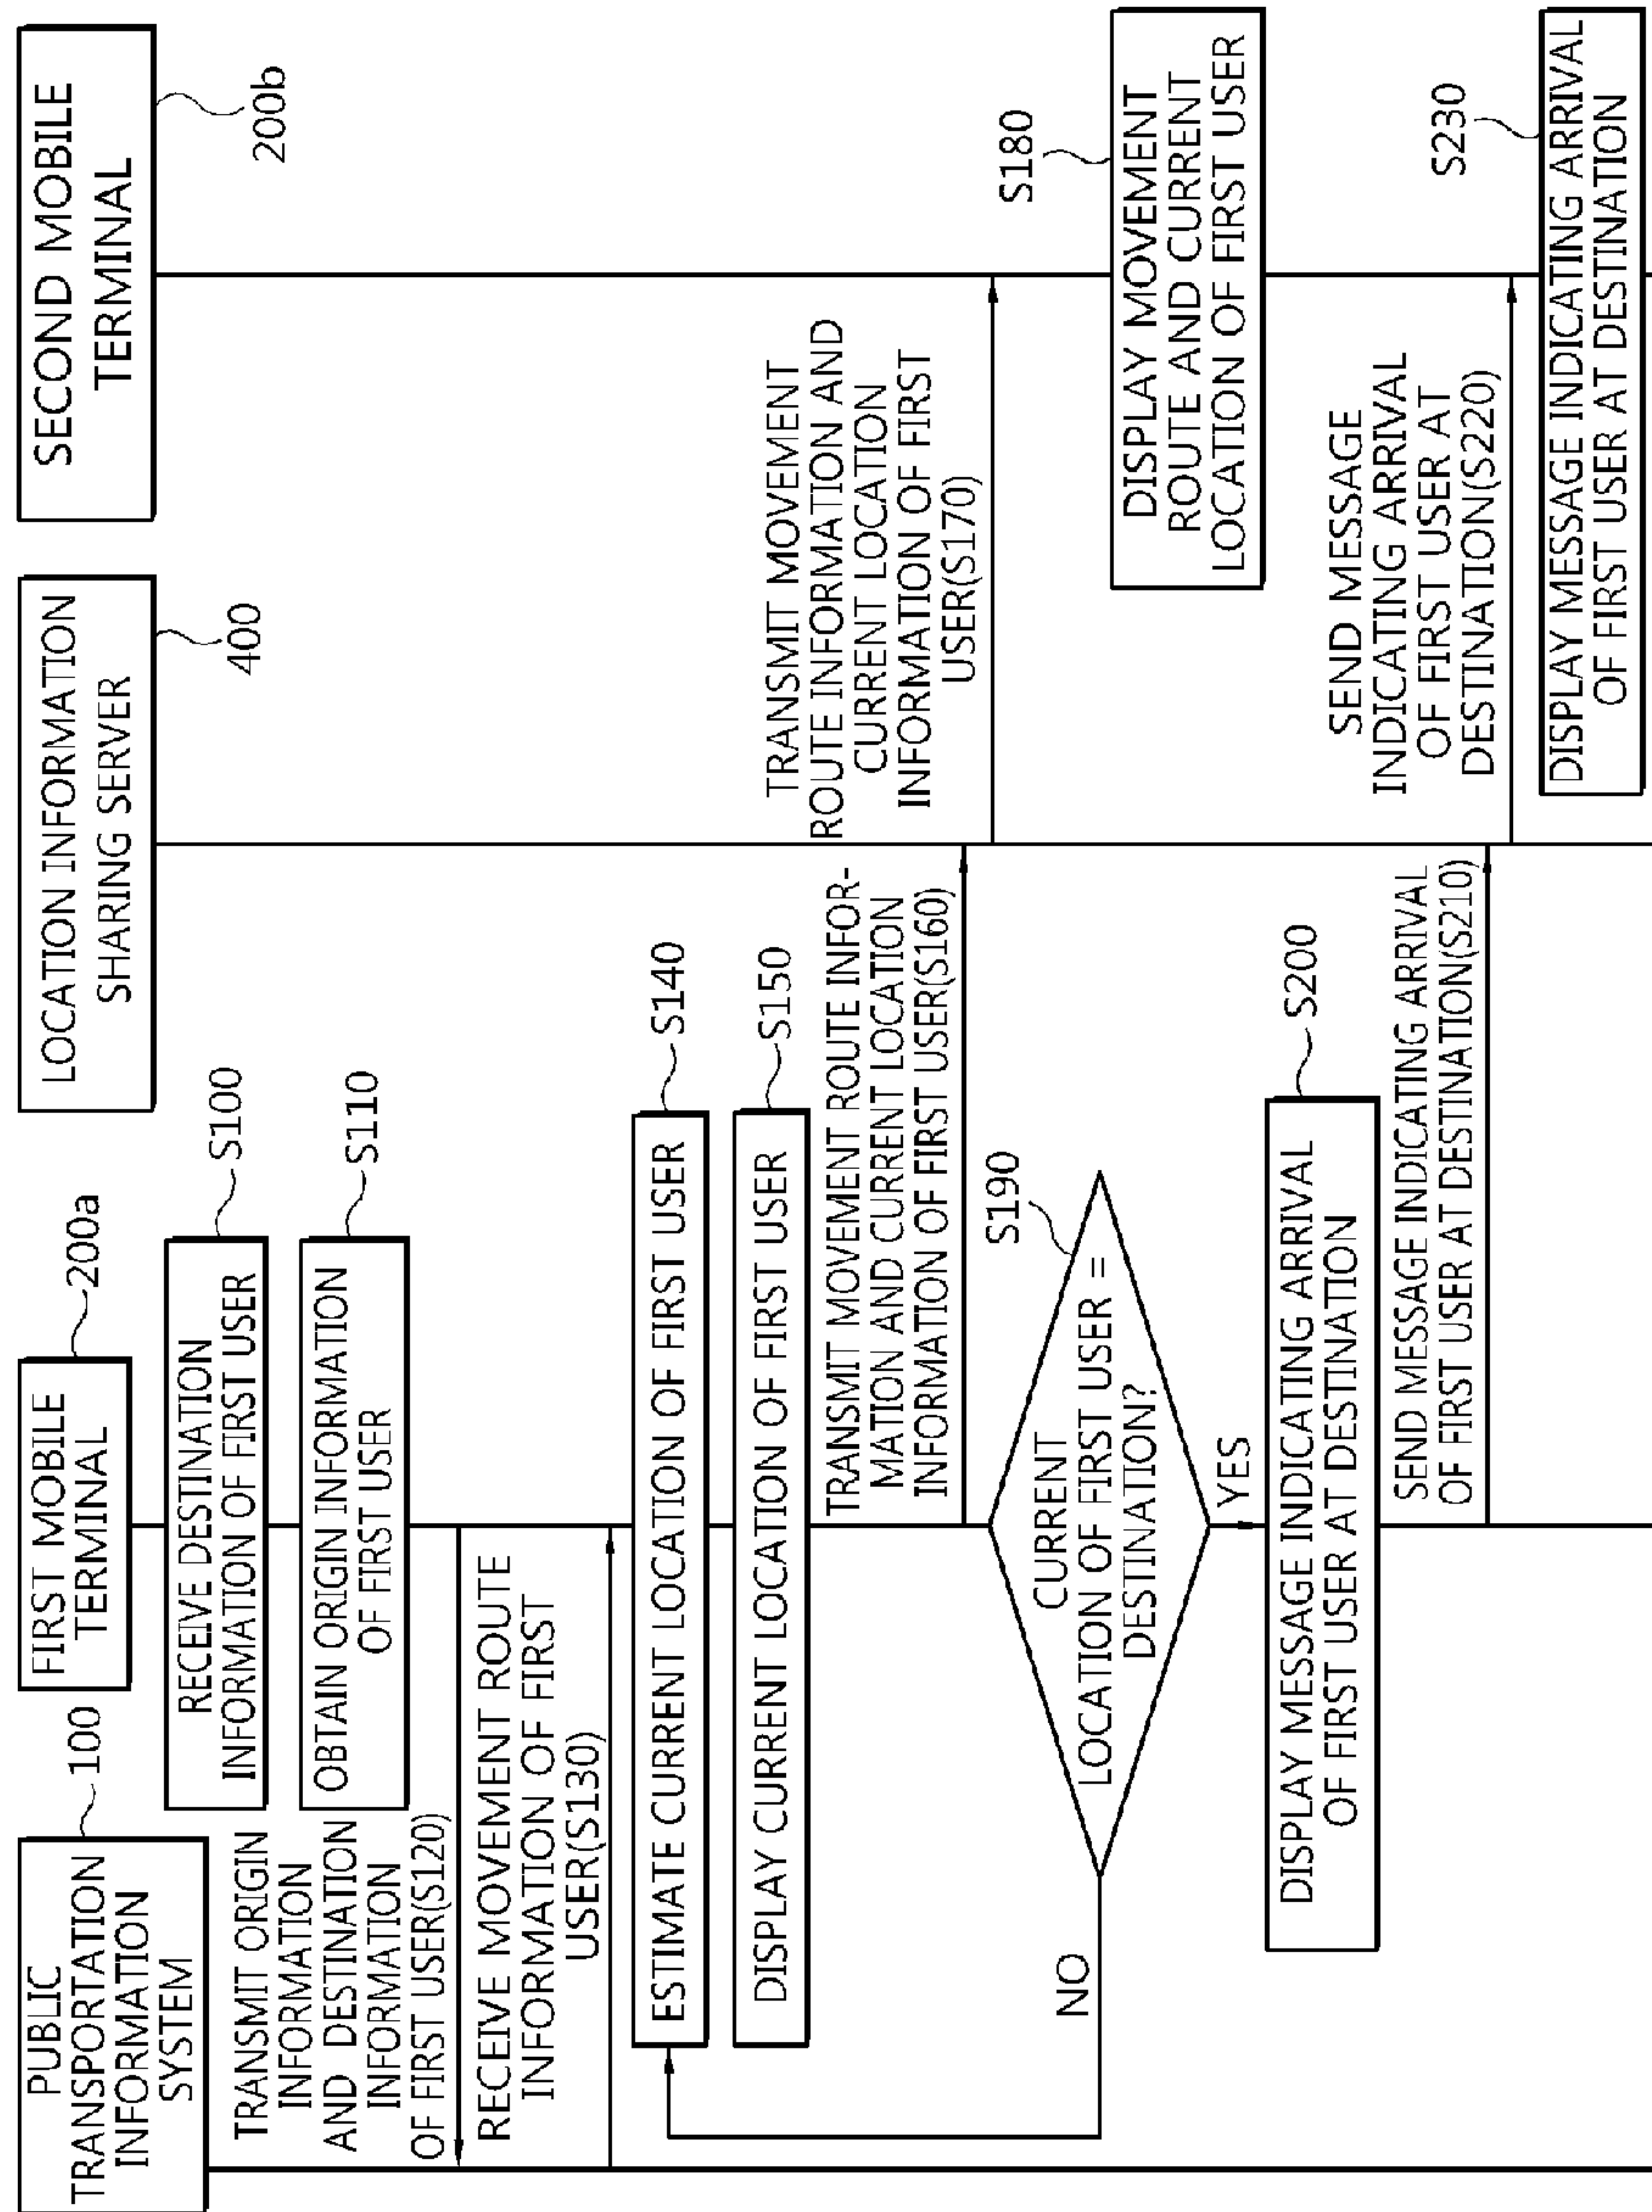 PUBLIC
TRANSPORTATION
INFORMATION
SYSTEM
100
FIRST MOBILE
TERMINAL
200a
LOCATION INFORMATION
SHARING SERVER
400
SECOND MOBILE
TERMINAL
200b
RECEIVE DESTINATION
INFORMATION OF FIRST USER
S100
OBTAIN ORIGIN INFORMATION
OF FIRST USER
S110
TRANSMIT ORIGIN
INFORMATION
AND DESTINATION
INFORMATION
OF FIRST USER(S120)
RECEIVE MOVEMENT ROUTE
INFORMATION OF FIRST
USER(S130)
ESTIMATE CURRENT LOCATION OF FIRST USER
S140
DISPLAY CURRENT LOCATION OF FIRST USER
S150
TRANSMIT MOVEMENT ROUTE INFOR-
MATION AND CURRENT LOCATION
INFORMATION OF FIRST USER(S160)
TRANSMIT MOVEMENT
ROUTE INFORMATION AND
CURRENT LOCATION
INFORMATION OF FIRST
USER(S170)
DISPLAY MOVEMENT
ROUTE AND CURRENT
LOCATION OF FIRST USER
S180
CURRENT
LOCATION OF FIRST USER =
DESTINATION?
S190
NO
YES
DISPLAY MESSAGE INDICATING ARRIVAL
OF FIRST USER AT DESTINATION
S200
SEND MESSAGE INDICATING ARRIVAL
OF FIRST USER AT DESTINATION(S210)
SEND MESSAGE
INDICATING ARRIVAL
OF FIRST USER AT
DESTINATION(S220)
DISPLAY MESSAGE INDICATING ARRIVAL
OF FIRST USER AT DESTINATION
S230